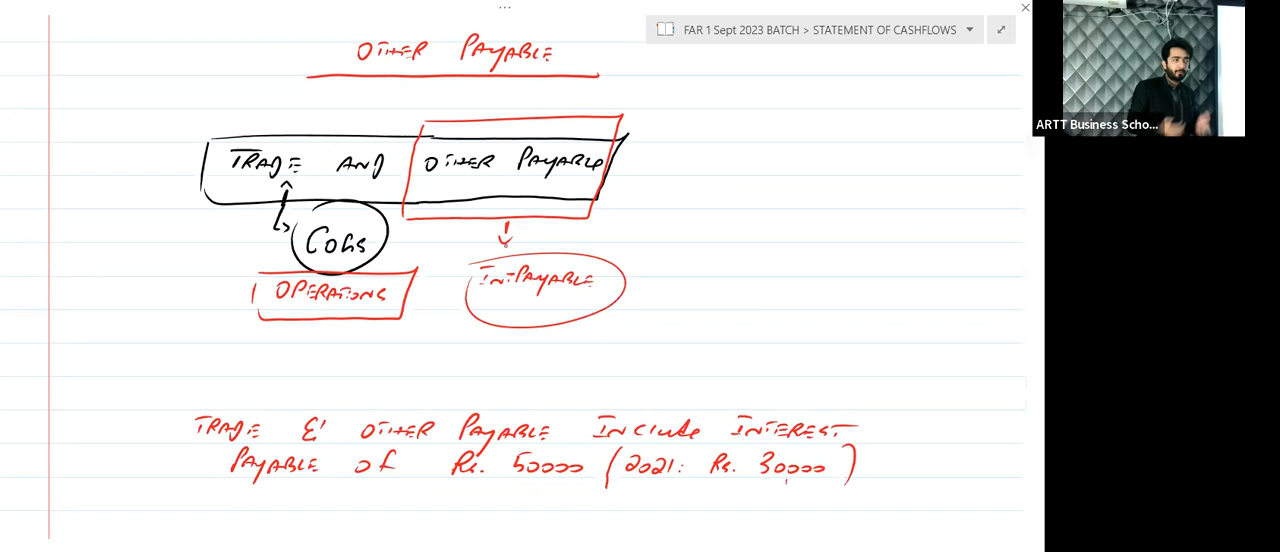 FAR 1 Sept 2023 BATCH > STATEMENT OF CASHFLOWS
OTHER PAYABLE
ARTT Business Scho...
TRADE AND OTHER PAYABLE
COGS
INT-PAYABLE
OPERATIONS
TRADE & OTHER PAYABLE INCLUDE INTEREST
PAYABLE OF Rs. 50000 (2021: Rs. 30000)